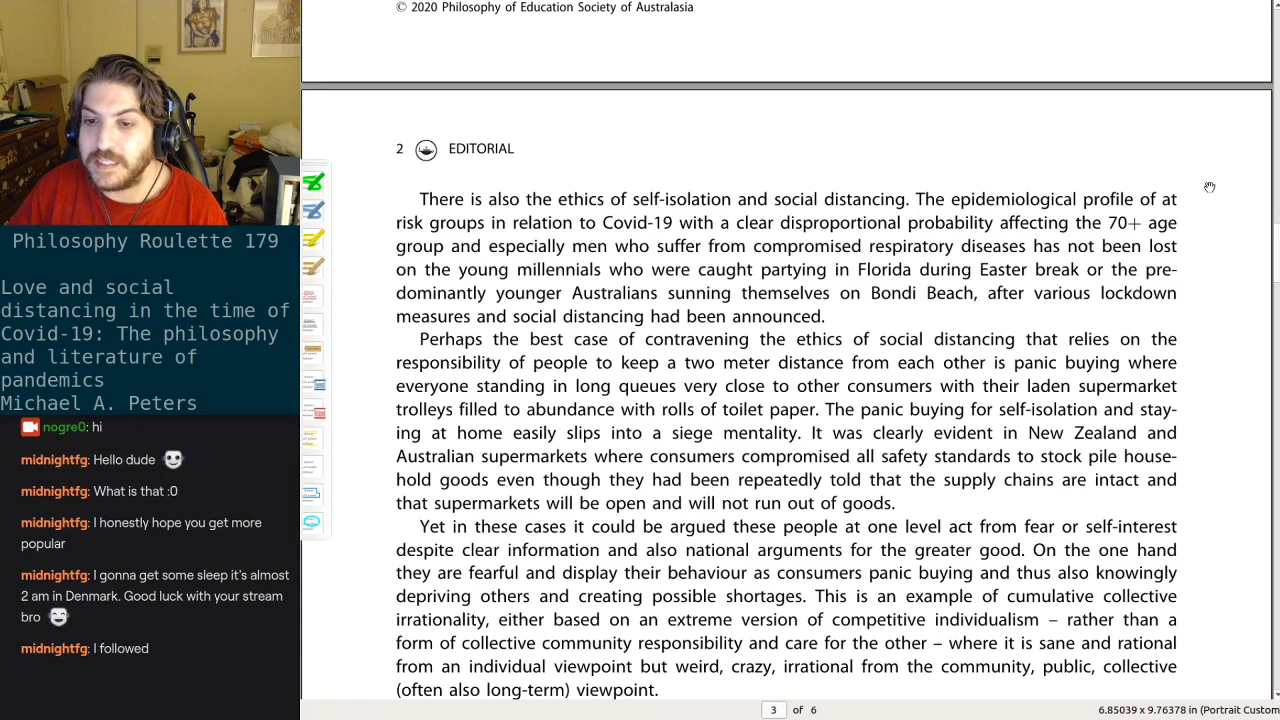 © 2020 Philosophy of Education Society of Australasia
2 EDITORIAL
There is also the ethics of self-isolation and social distancing. The epidemiological profile of at
risk groups in relation to Covid-19 with a higher disproportional probability affecting the 70+ age
group and especially men who suffer from compromised respiratory diseases has not been lost
on the young millennials who were caught partying in Florida during Easter break or the pre-
dominately younger Australians sunning themselves on Bondi Beach, after various lockdown
measures and social distancing had been announced.
Perhaps the best case of contravening the ethics of social distancing that relies on the
responsibility of person to keep a two-meter distance from each other is panic buying where
everyone standing in long queues very close to other consumers with their laden supermarket
trolleys filled to abundance with lots of toilet paper. The panic buying for self-isolation and stay-
ing at home easily turns into a siege mentality. It was clearly evident in New Zealand and
Australian supermarkets where consumers compromise all safety standards to stockpile house-
hold goods even though they had been repeatedly told that the supply chains are intact and
that supermarkets remain open and will not run out of goods.
Yet in these cases it could be argued these people at one level act from fear or self-interest
despite clear information and also national arguments for the greater good. On the one hand
they are fearful and display their behaviour as consumers panic buying and thus also knowingly
depriving others and creating possible shortages. This is an example of cumulative collective
irrationality, either based on an extreme version of competitive individualism – rather than a
form of collective community responsibility and care for the other – where it is sane and rational
from an individual viewpoint but weird, crazy, irrational from the community, public, collective
(often also long-term) viewpoint.
3 of 6
6.85039 x 9.76378 in (Portrait Custom
Philosophy Roulette 179
Love and social
distancing in the time of
Covid-19: The philosophy
and literature of
pandemics
Michael A. Peters
nogre0: hi
midnightfg: Hello dude
midnightfg: What is that :0
midnightfg: I honestly hope you get more
popular
midnightfg: I gonna get some sleep it's almost
2 am in Denmark. Good luck with your stream
bro
midnightfg: I followed